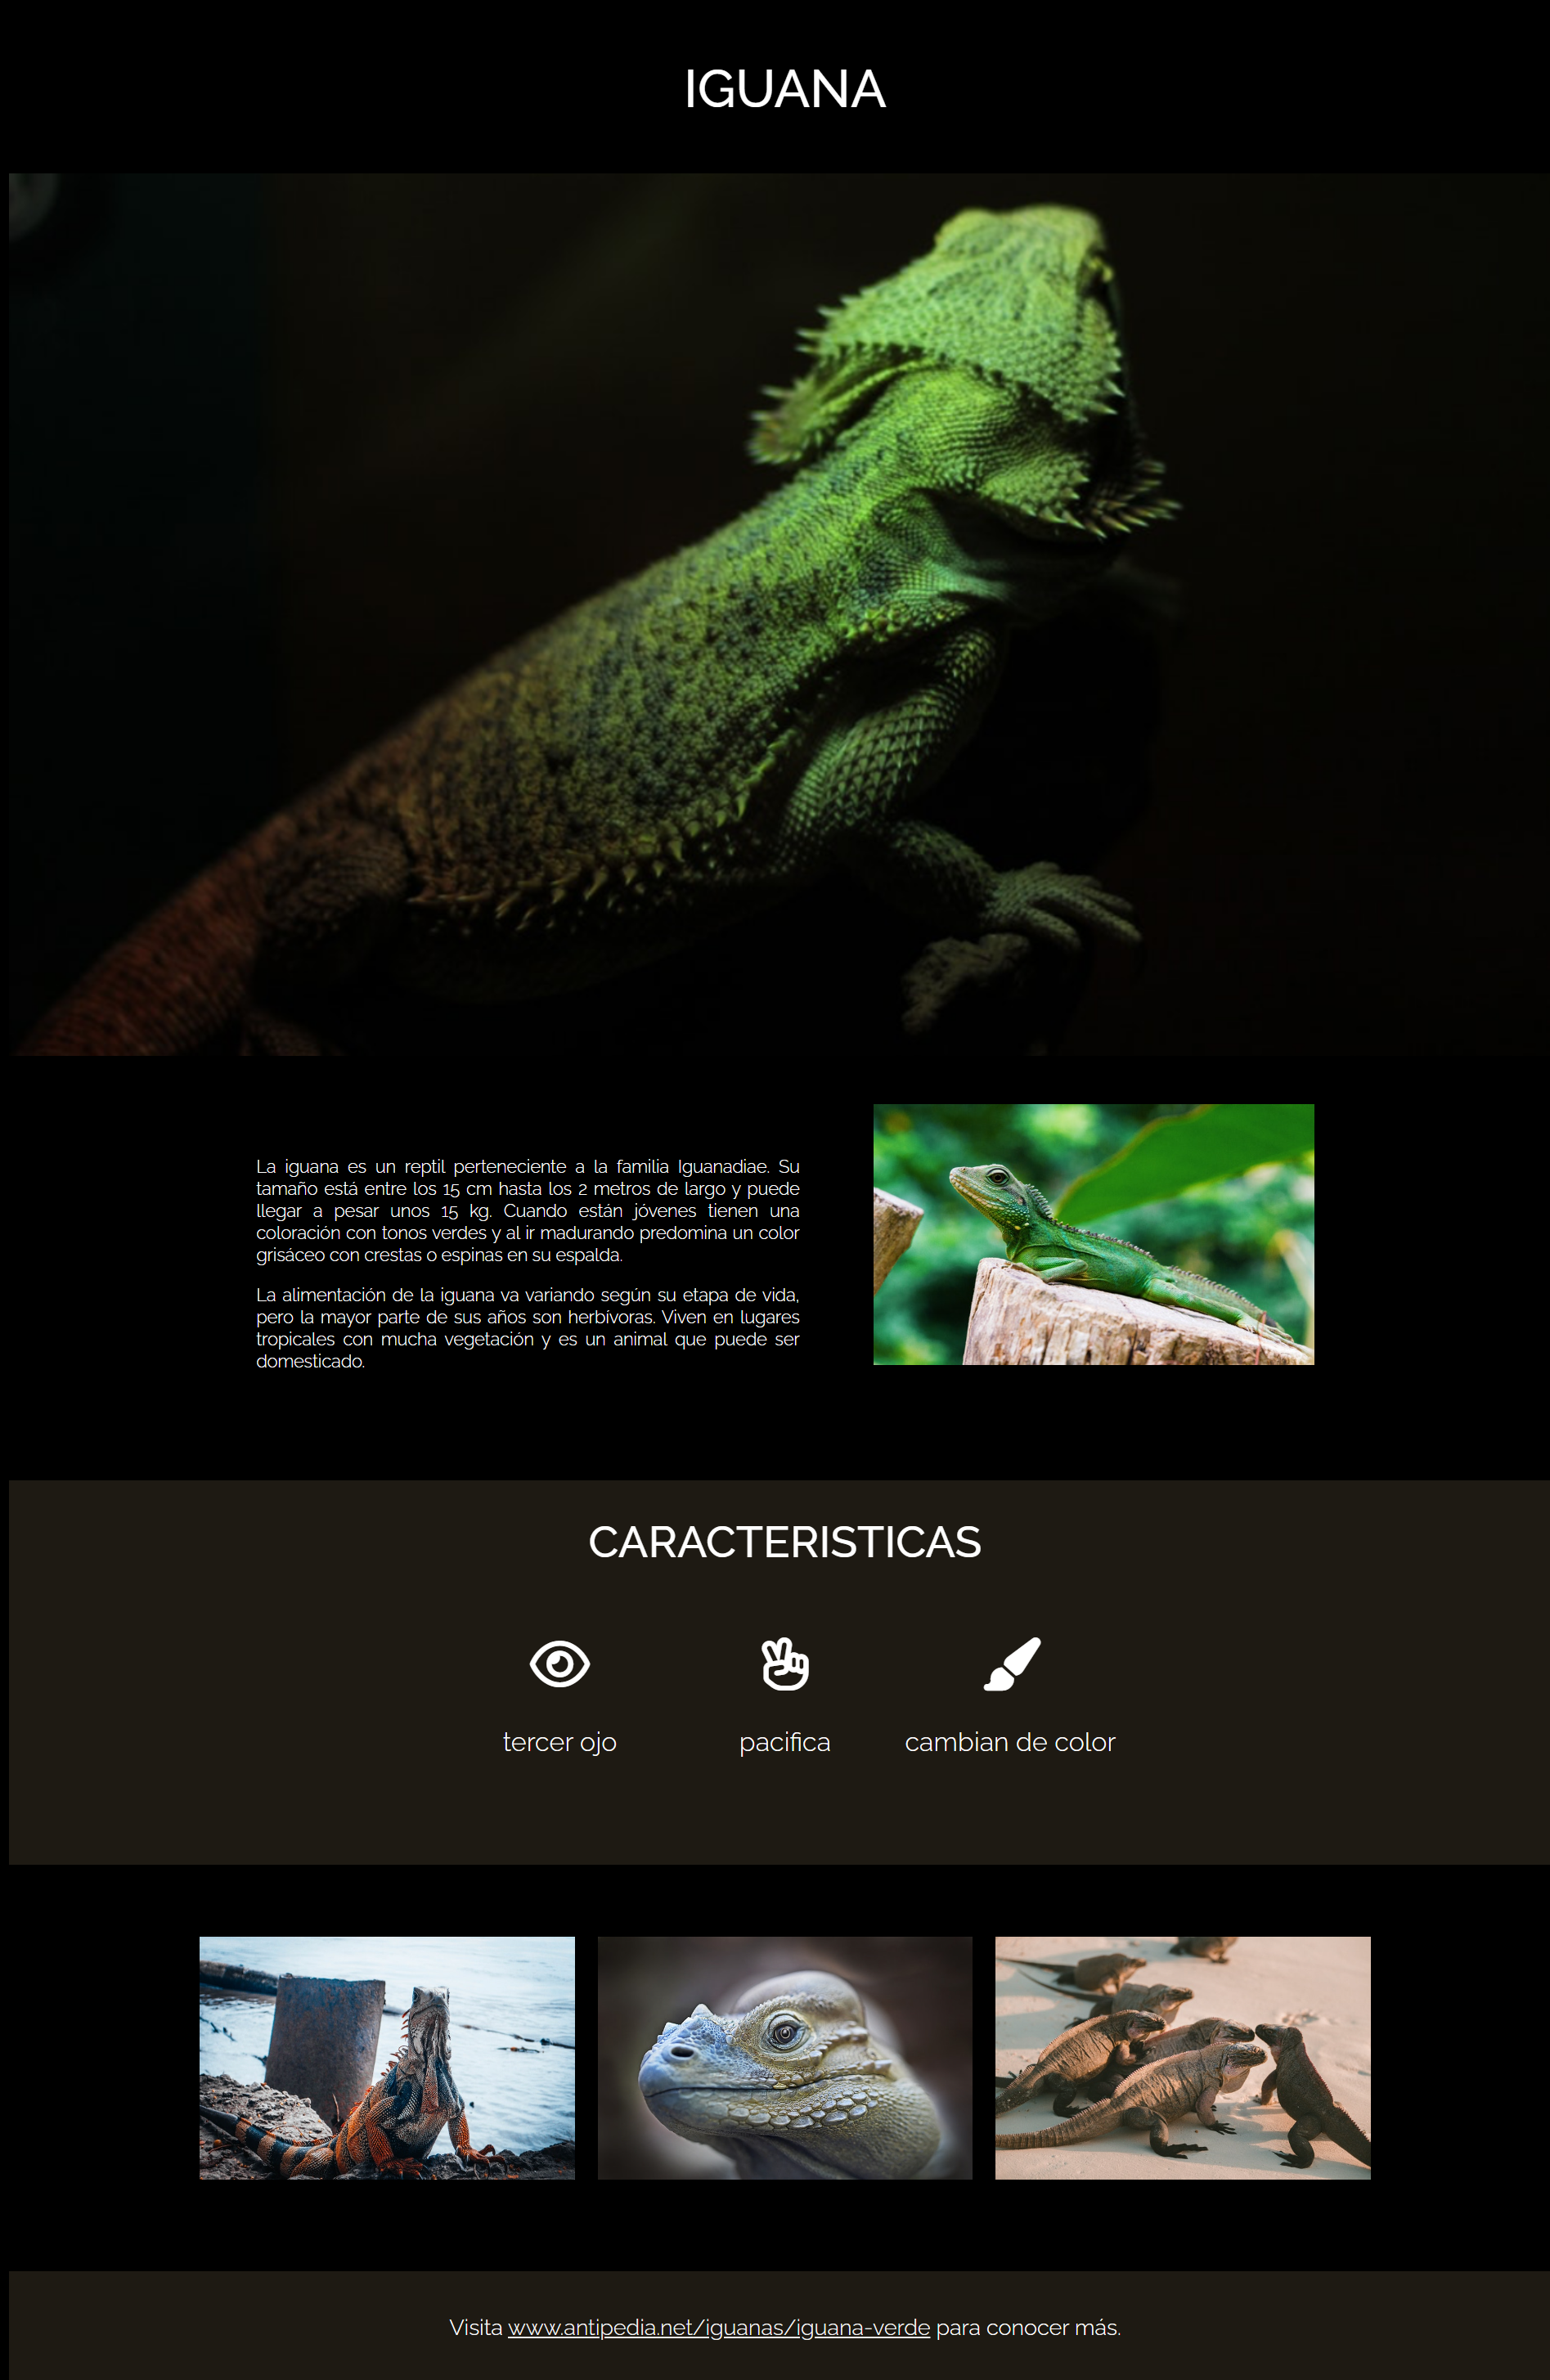 IGUANA
La iguana es un reptil perteneciente a la familia Iguanadiae. Su
tamaño está entre los 15 cm hasta los 2 metros de largo y puede
llegar a pesar unos 15 kg. Cuando están jóvenes tienen una
coloración con tonos verdes y al ir madurando predomina un color
grisáceo con crestas o espinas en su espalda.
La alimentación de la iguana va variando según su etapa de vida,
pero la mayor parte de sus años son herbívoras. Viven en lugares
tropicales con mucha vegetación y es un animal que puede ser
domesticado.
CARACTERISTICAS
tercer ojo
pacifica
cambian de color
Visita www.antipedia.net/iguanas/iguana-verde para conocer más.